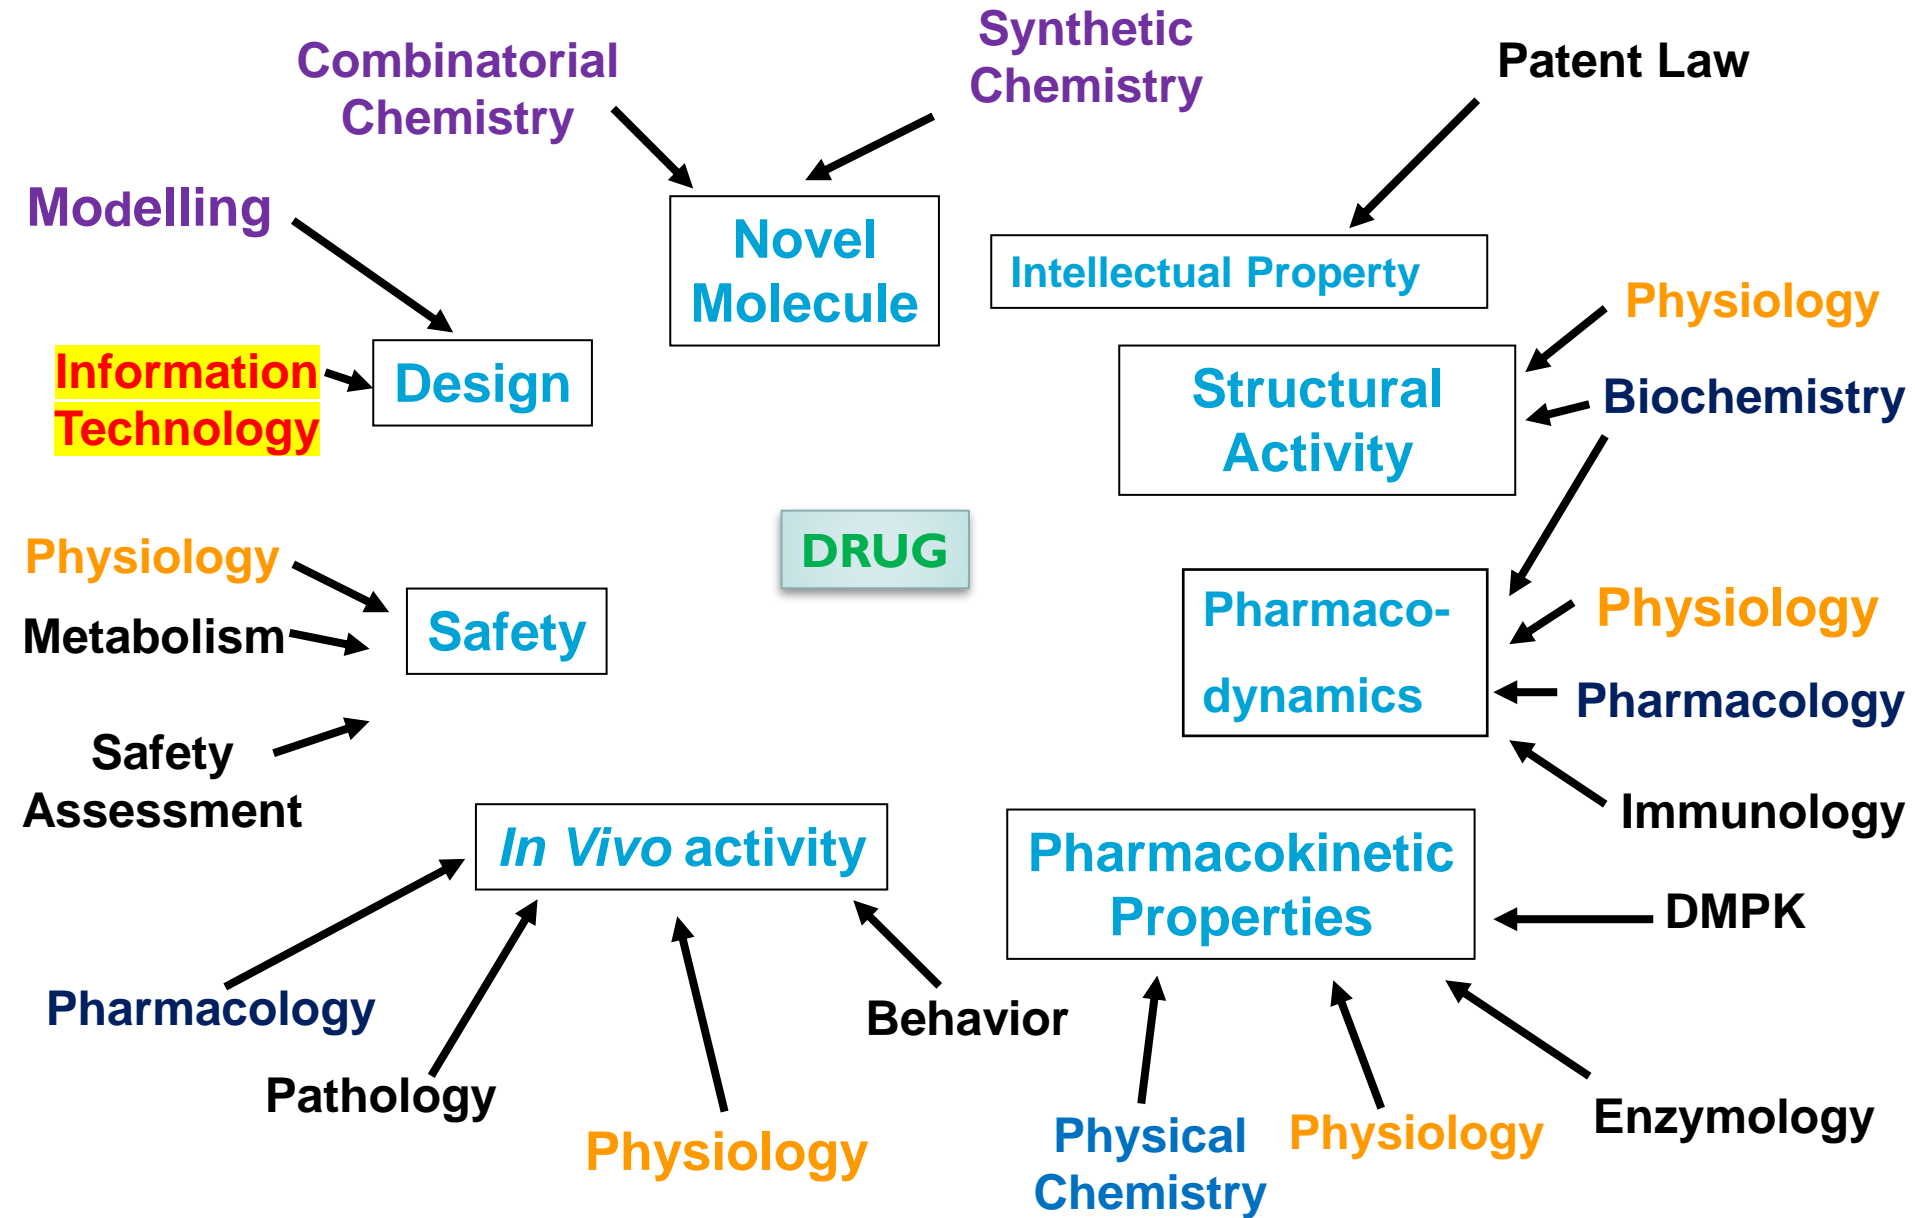 Combinatorial
Chemistry
Synthetic
Chemistry
Patent Law
Modelling
Novel
Molecule
Intellectual Property
Physiology
Information
Technology
Design
Structural
Activity
Biochemistry
DRUG
Physiology
Metabolism
Safety
Safety
Assessment
Pharmaco-
dynamics
Physiology
Pharmacology
Immunology
In Vivo activity
Pharmacokinetic
Properties
DMPK
Pharmacology
Pathology
Physiology
Behavior
Physical
Chemistry
Physiology
Enzymology